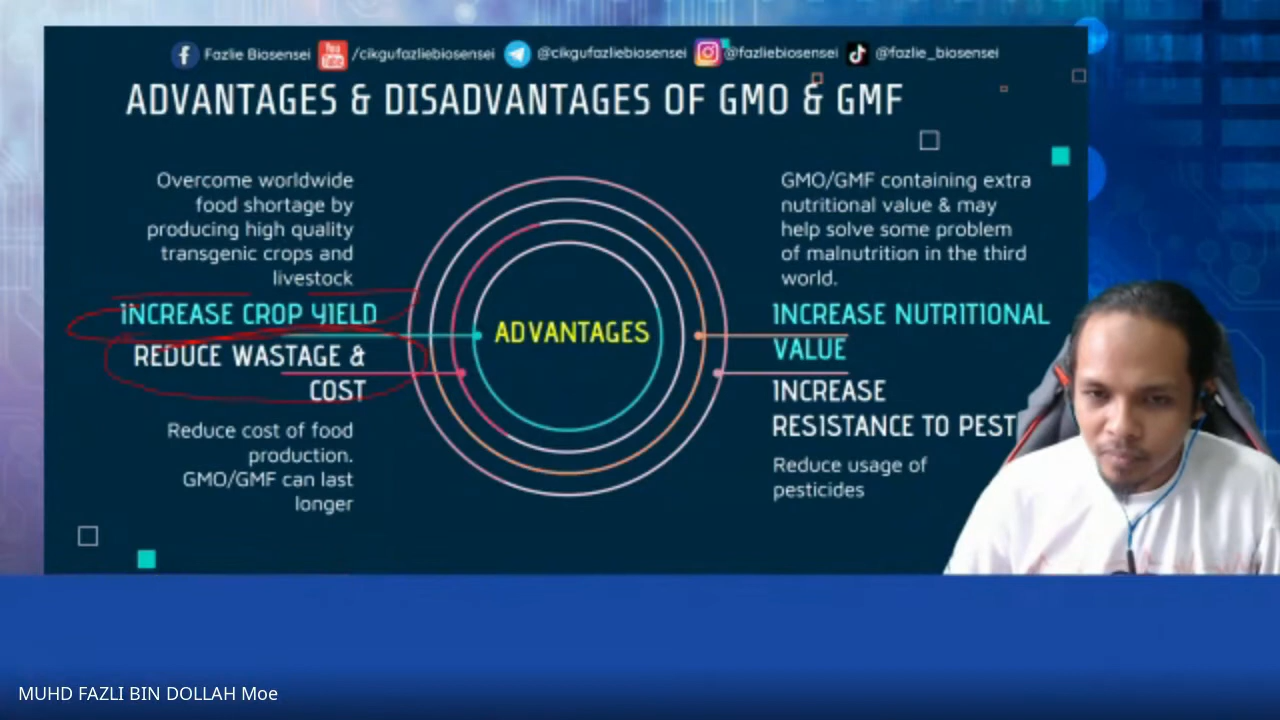 Fazlie Biosensei /cikgufazliebiosensei @cikgufazliebiosensei @fazliebiosensei @fazlie_biosensei
ADVANTAGES & DISADVANTAGES OF GMO & GMF
Overcome worldwide
food shortage by
producing high quality
transgenic crops and
livestock
INCREASE CROP YIELD
REDUCE WASTAGE &
COST
Reduce cost of food
production.
GMO/GMF can last
longer
ADVANTAGES
GMO/GMF containing extra
nutritional value & may
help solve some problem
of malnutrition in the third
world.
INCREASE NUTRITIONAL
VALUE
INCREASE
RESISTANCE TO PEST
Reduce usage of
pesticides
MUHD FAZLI BIN DOLLAH Moe